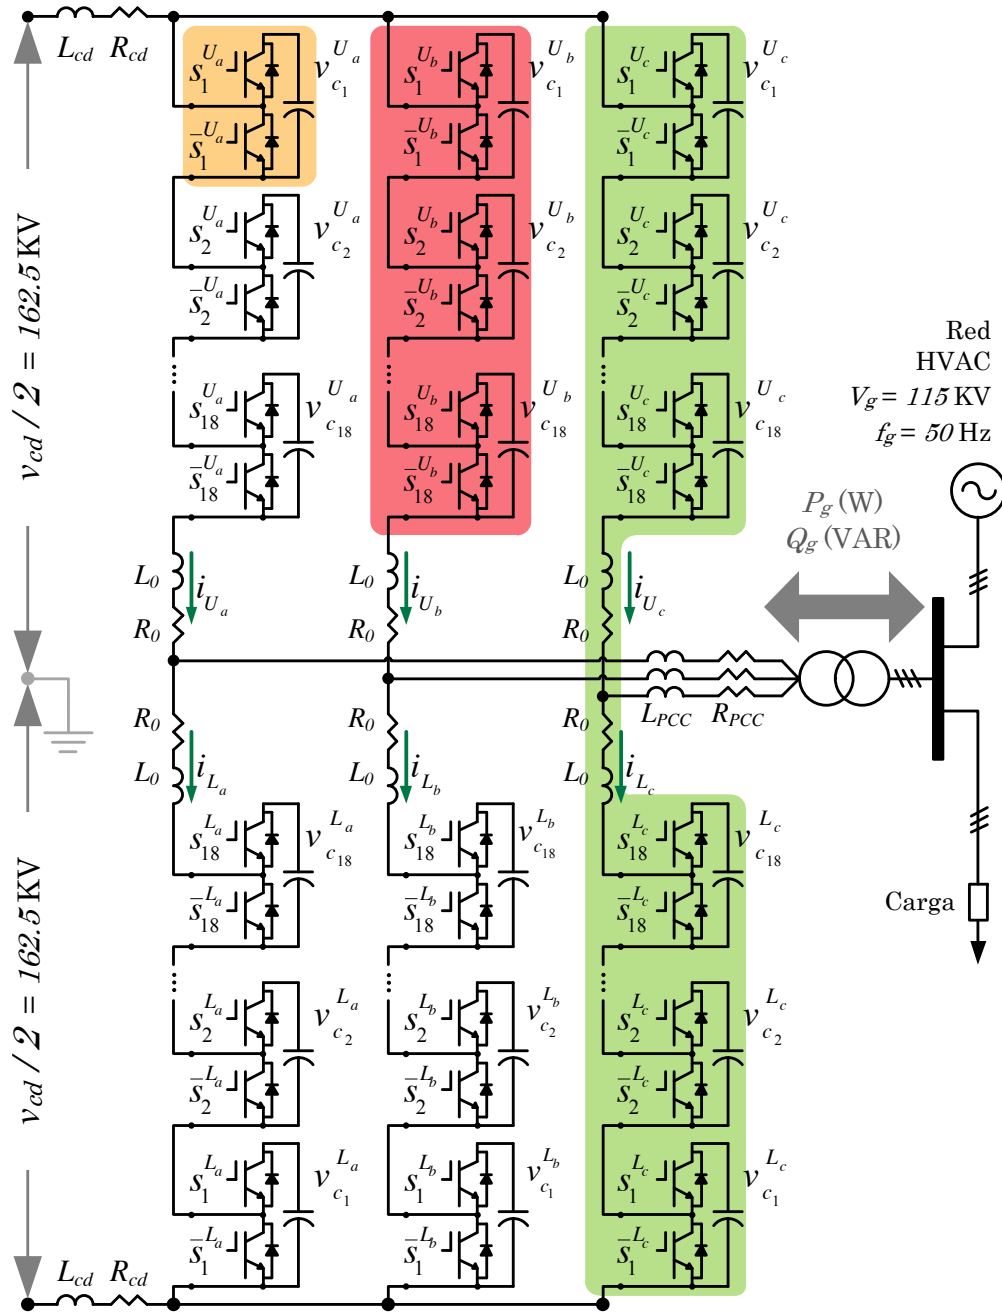 L_cd R_cd
s_1^{U_a} v_{c_1}^{U_a} s_1^{U_b} v_{c_1}^{U_b} s_1^{U_c} v_{c_1}^{U_c}
s̄_1^{U_a} s̄_1^{U_b} s̄_1^{U_c}
s_2^{U_a} v_{c_2}^{U_a} s_2^{U_b} v_{c_2}^{U_b} s_2^{U_c} v_{c_2}^{U_c}
s̄_2^{U_a} s̄_2^{U_b} s̄_2^{U_c}
v_cd / 2 = 162.5 KV
s_18^{U_a} v_{c_18}^{U_a} s_18^{U_b} v_{c_18}^{U_b} s_18^{U_c} v_{c_18}^{U_c}
s̄_18^{U_a} s̄_18^{U_b} s̄_18^{U_c}
Red
HVAC
V_g = 115 KV
f_g = 50 Hz
P_g (W)
Q_g (VAR)
L_0 i_{U_a} L_0 i_{U_b} L_0 i_{U_c}
R_0 R_0 R_0
L_PCC R_PCC
R_0 R_0 R_0
L_0 i_{L_a} L_0 i_{L_b} L_0 i_{L_c}
s_18^{L_a} v_{c_18}^{L_a} s_18^{L_b} v_{c_18}^{L_b} s_18^{L_c} v_{c_18}^{L_c}
s̄_18^{L_a} s̄_18^{L_b} s̄_18^{L_c}
Carga
v_cd / 2 = 162.5 KV
s_2^{L_a} v_{c_2}^{L_a} s_2^{L_b} v_{c_2}^{L_b} s_2^{L_c} v_{c_2}^{L_c}
s̄_2^{L_a} s̄_2^{L_b} s̄_2^{L_c}
s_1^{L_a} v_{c_1}^{L_a} s_1^{L_b} v_{c_1}^{L_b} s_1^{L_c} v_{c_1}^{L_c}
s̄_1^{L_a} s̄_1^{L_b} s̄_1^{L_c}
L_cd R_cd